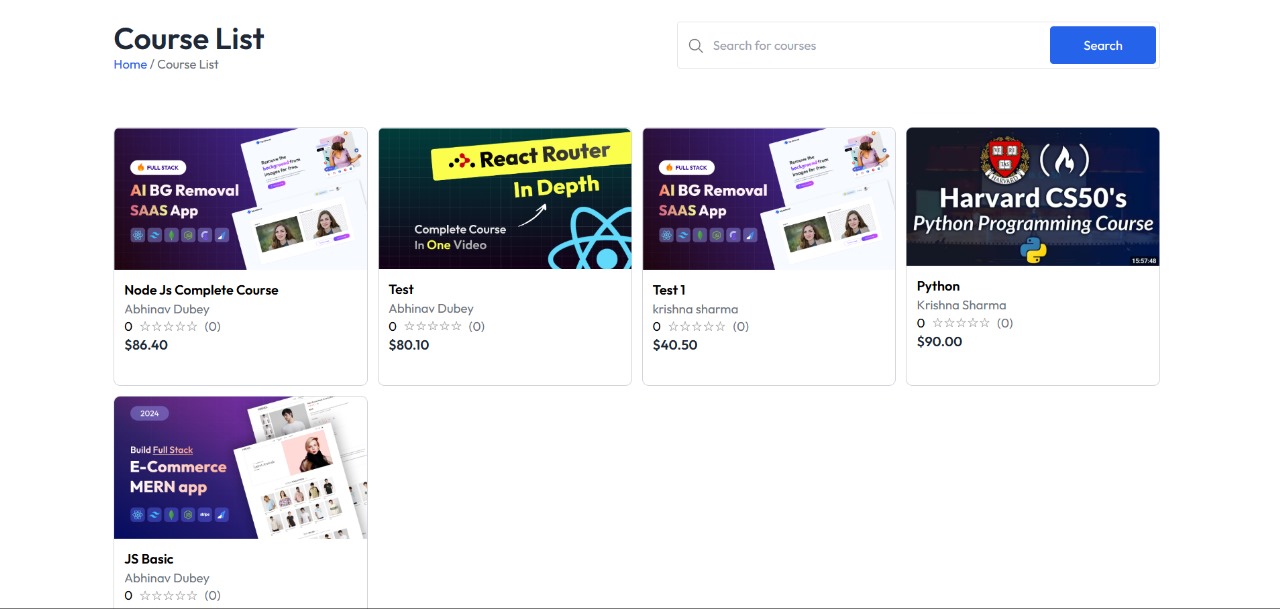 Course List
Home / Course List
Search for courses
Search
FULL STACK
AI BG Removal
SAAS App
Remove the
background from
images for free.
Node Js Complete Course
Abhinav Dubey
0 ☆☆☆☆☆ (0)
$86.40
React Router
In Depth
Complete Course
In One Video
Test
Abhinav Dubey
0 ☆☆☆☆☆ (0)
$80.10
FULL STACK
AI BG Removal
SAAS App
Remove the
background from
images for free.
Test 1
krishna sharma
0 ☆☆☆☆☆ (0)
$40.50
Harvard CS50's
Python Programming Course
15:57:48
Python
Krishna Sharma
0 ☆☆☆☆☆ (0)
$90.00
2024
Build Full Stack
E-Commerce
MERN app
JS Basic
Abhinav Dubey
0 ☆☆☆☆☆ (0)